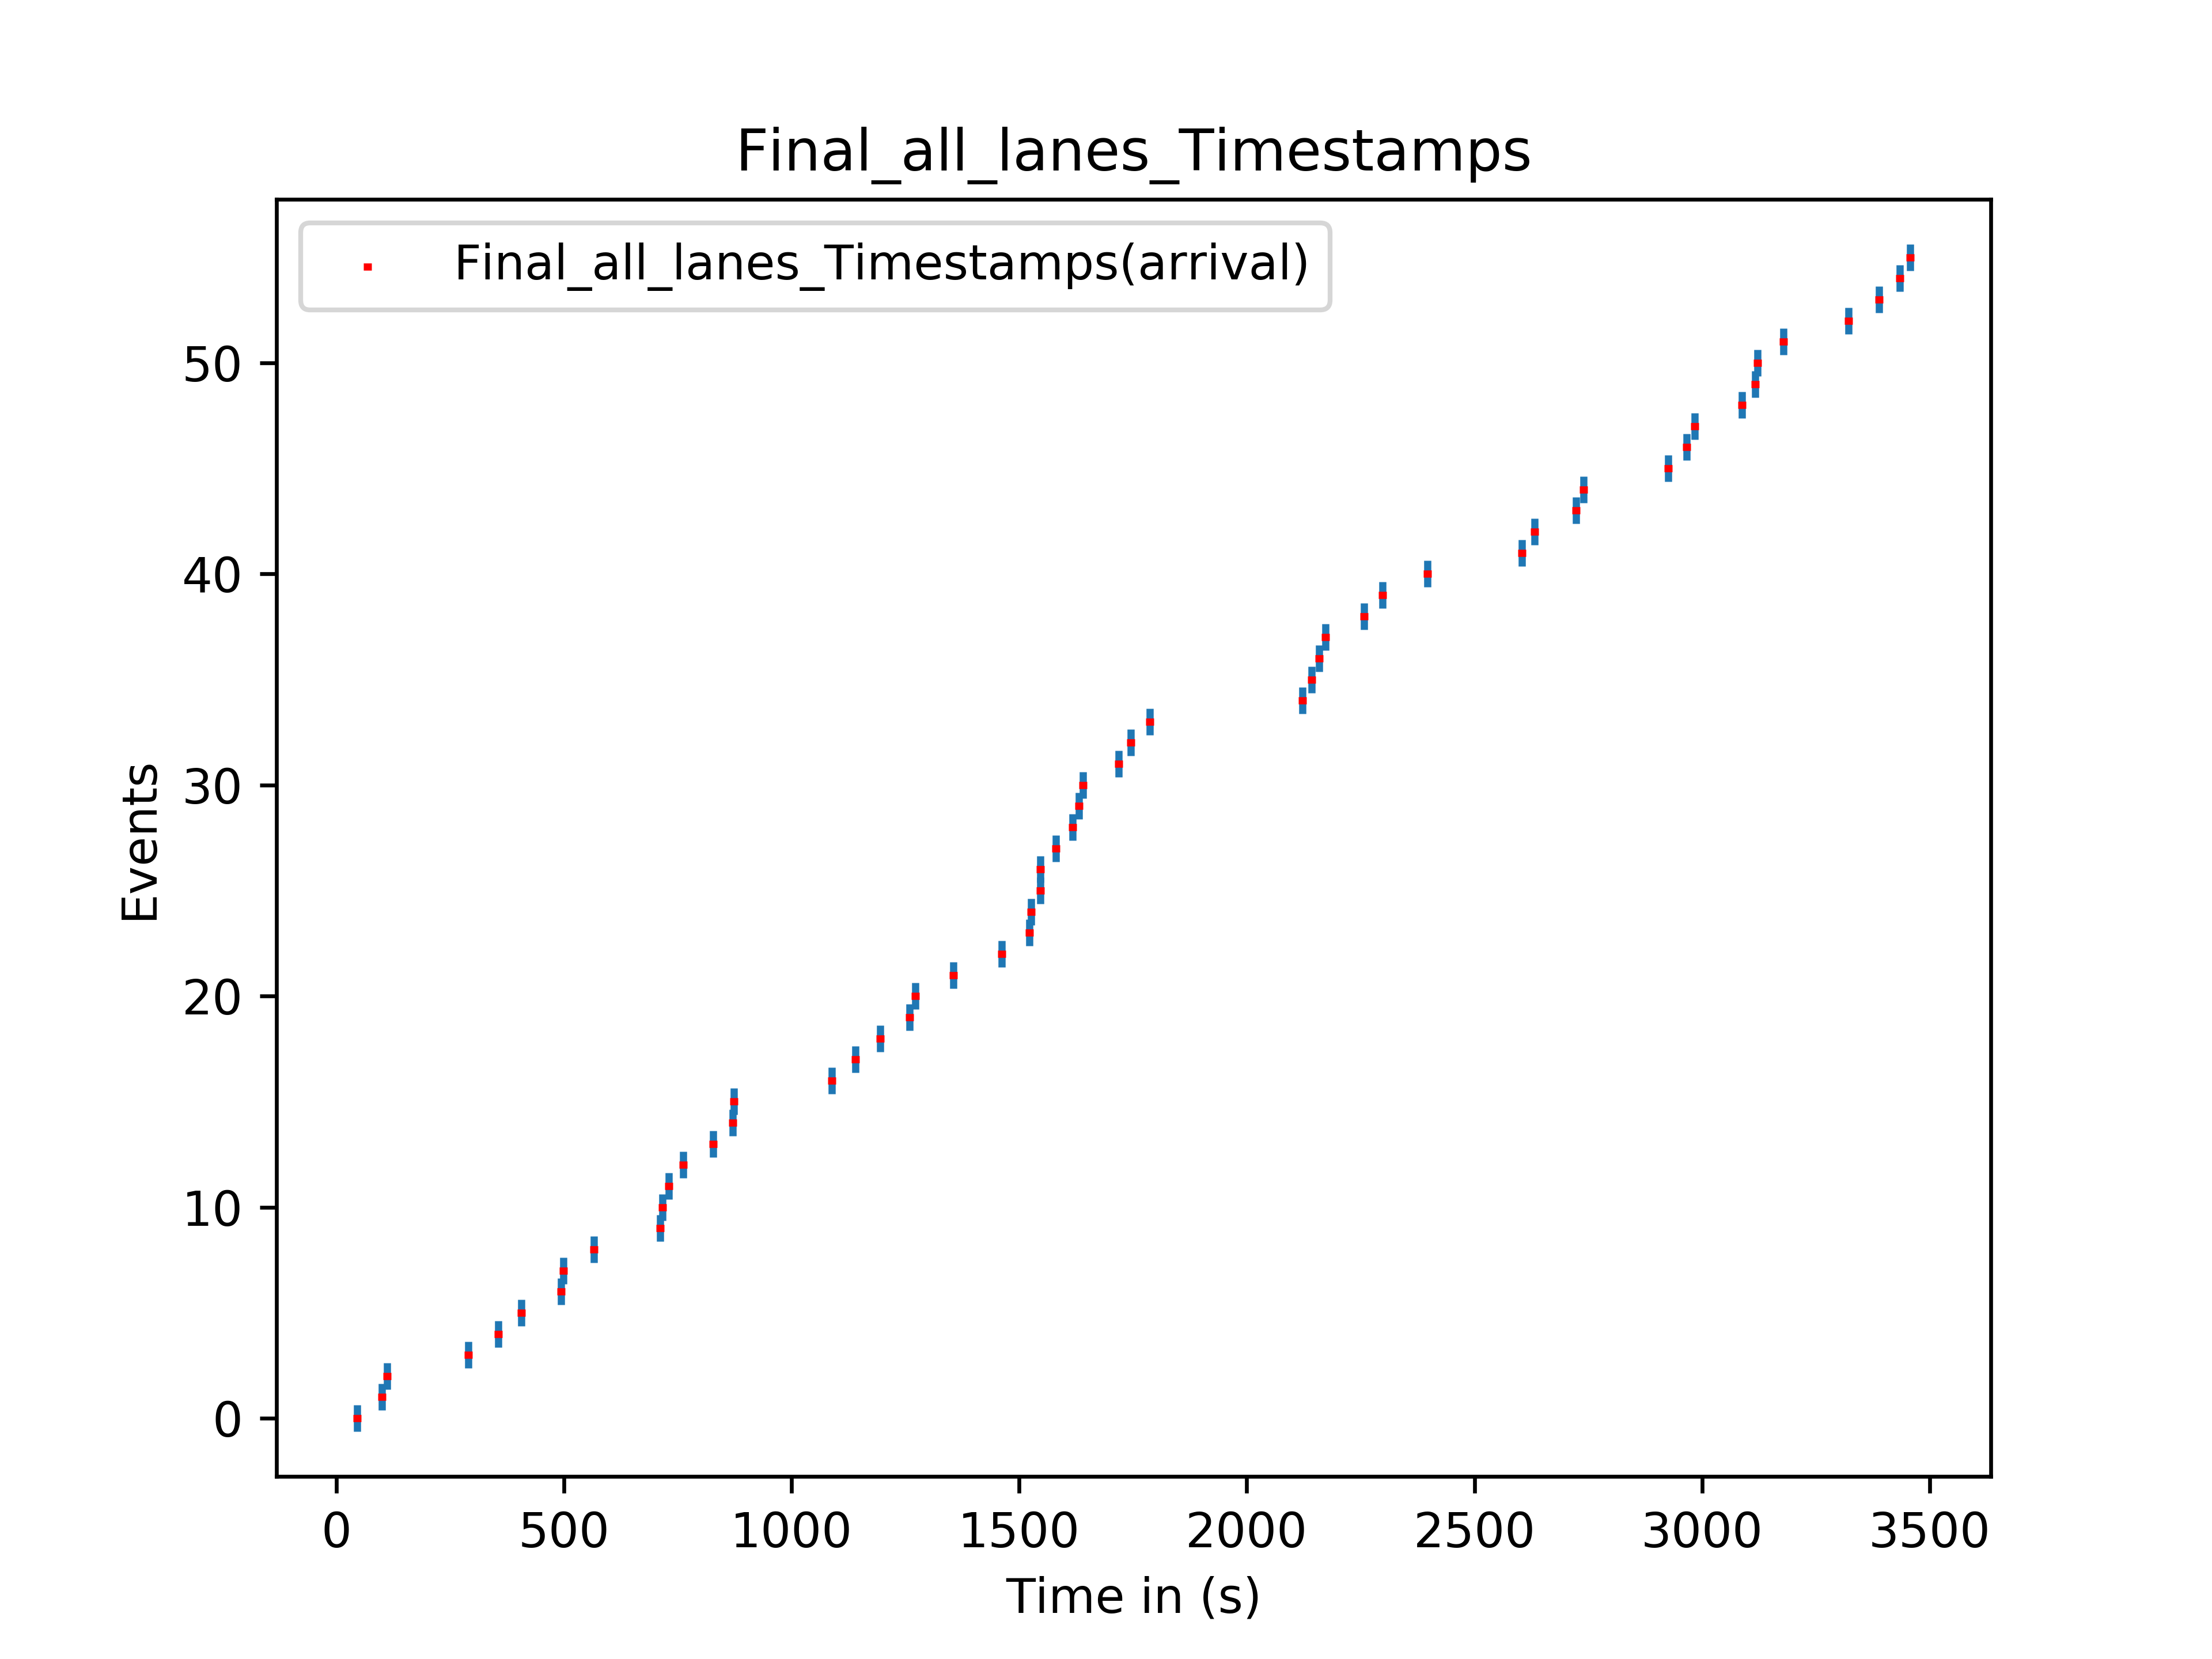 Final_all_lanes_Timestamps
Final_all_lanes_Timestamps(arrival)
50
40
30
20
10
0
Events
0 500 1000 1500 2000 2500 3000 3500
Time in (s)